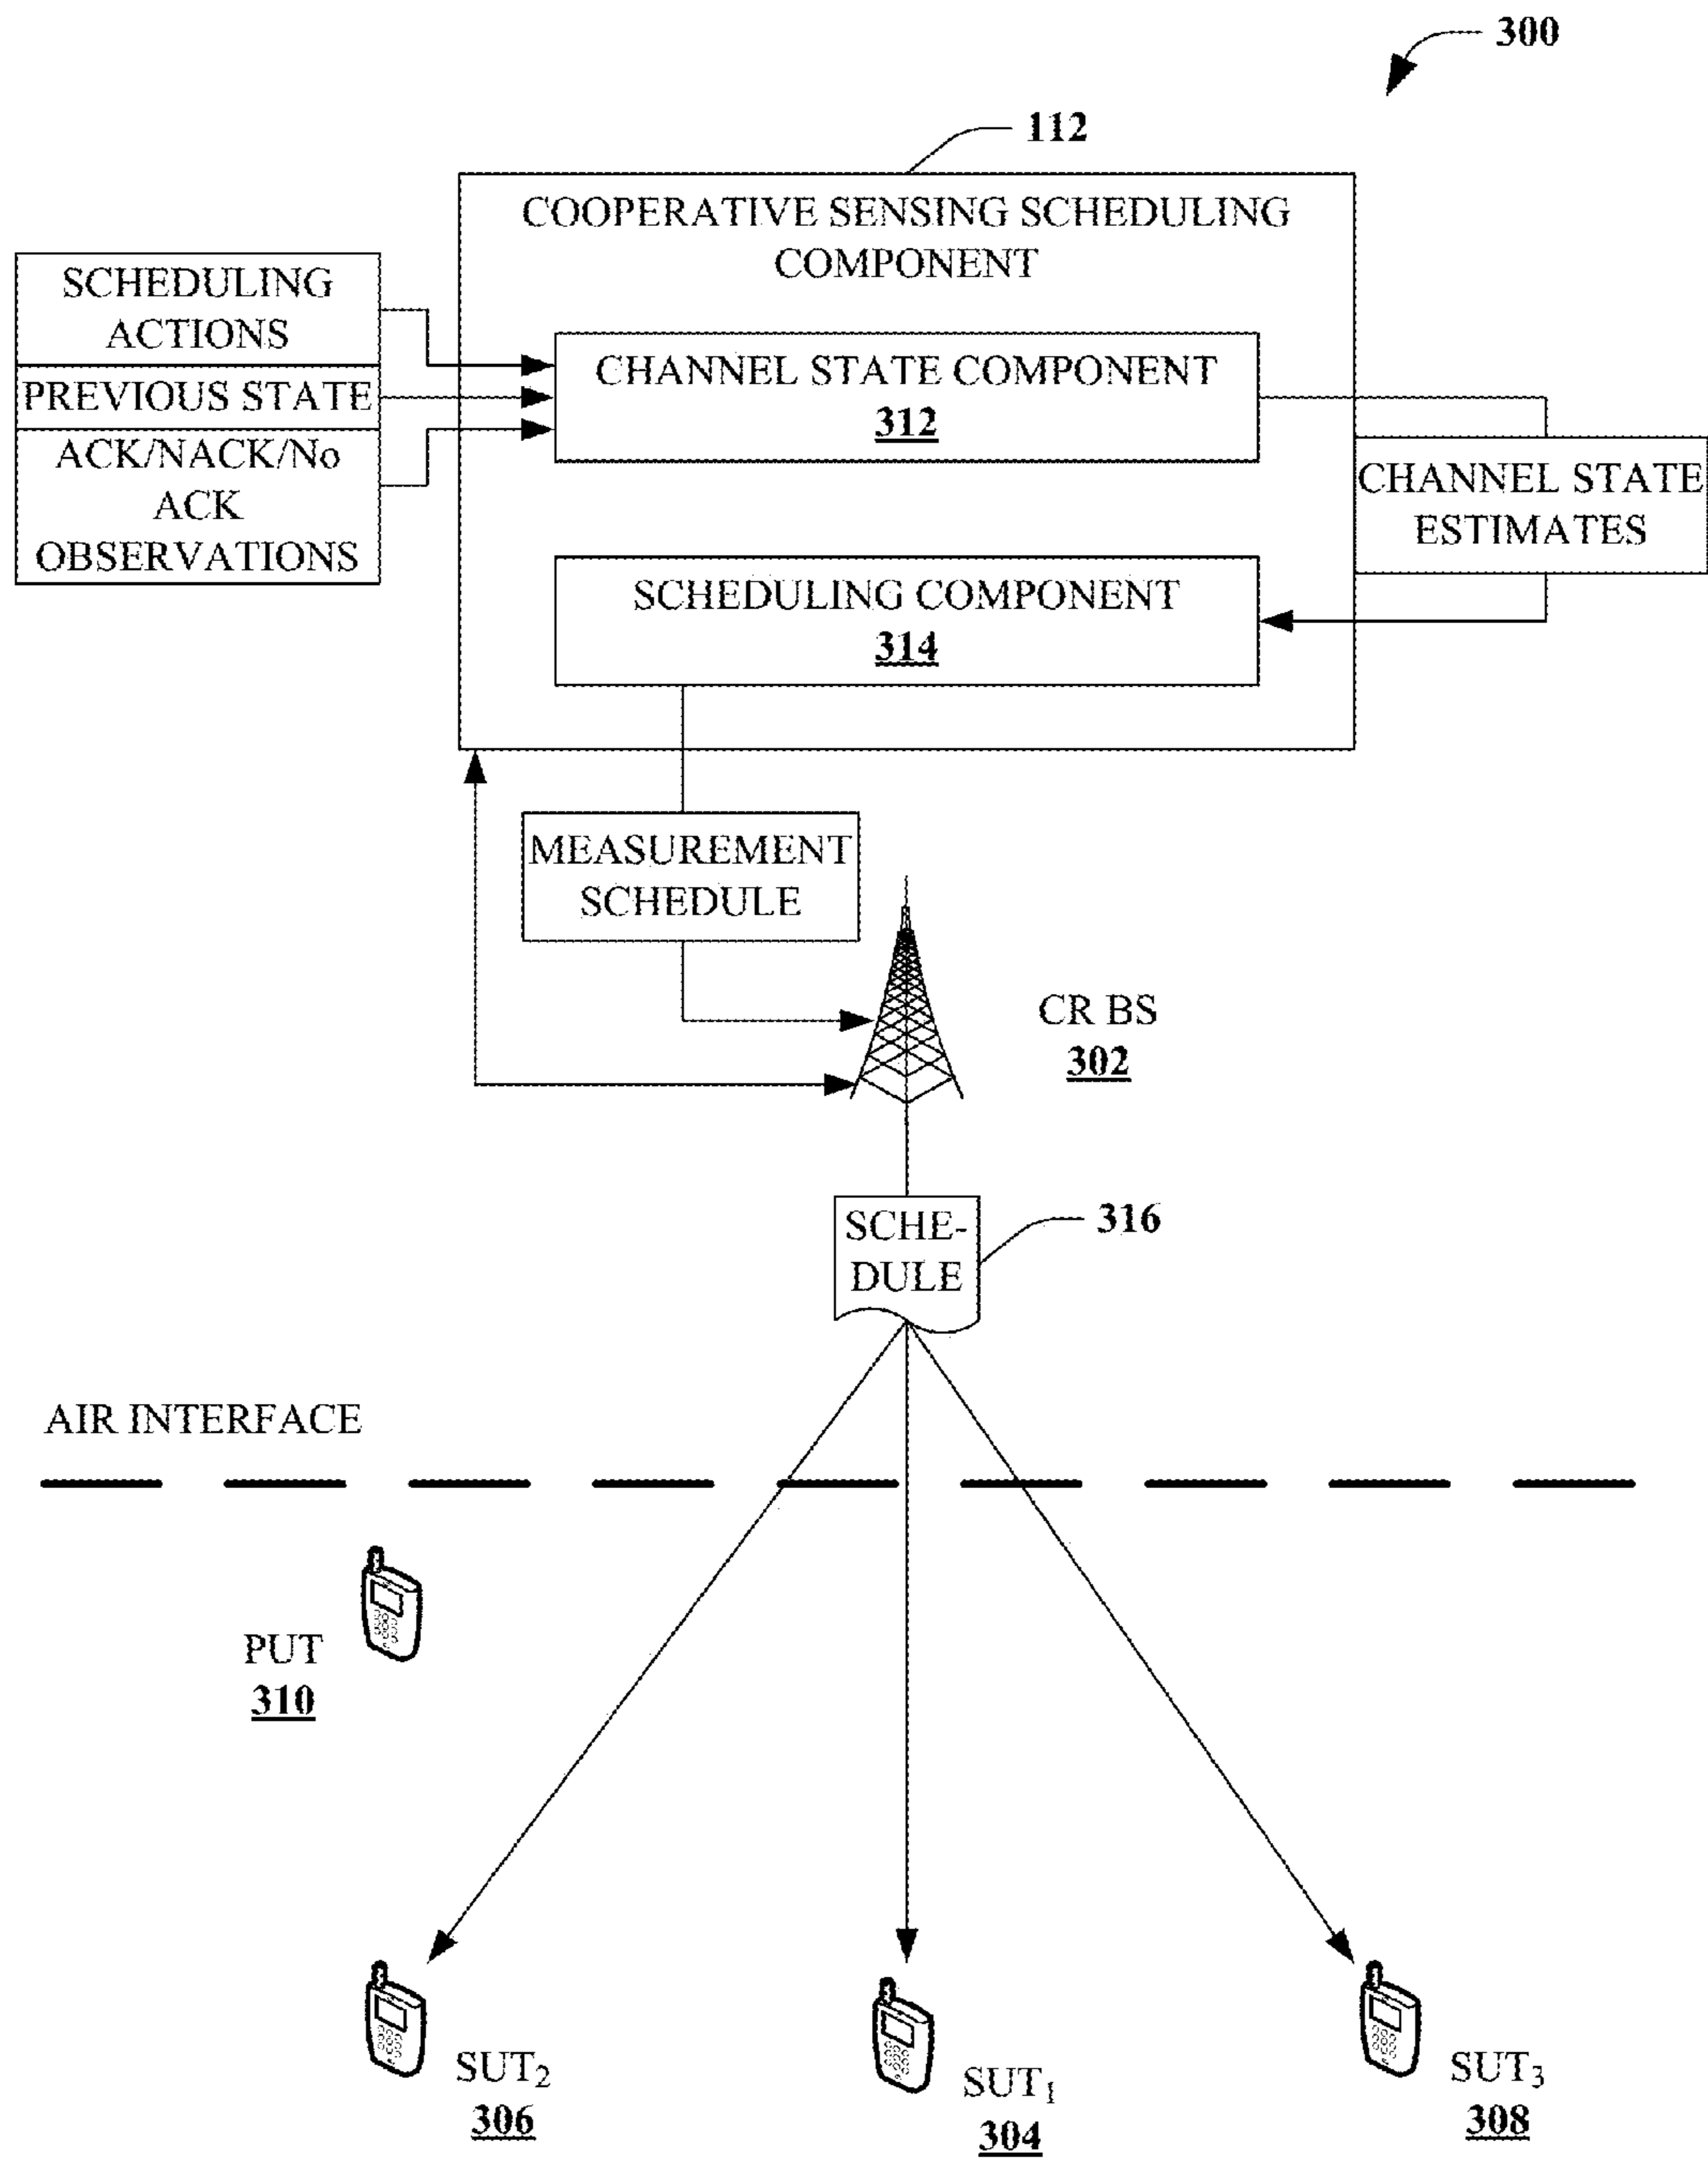 300
112
COOPERATIVE SENSING SCHEDULING
COMPONENT
SCHEDULING
ACTIONS
PREVIOUS STATE
ACK/NACK/No
ACK
OBSERVATIONS
CHANNEL STATE COMPONENT
312
CHANNEL STATE
ESTIMATES
SCHEDULING COMPONENT
314
MEASUREMENT
SCHEDULE
CR BS
302
SCHE-
DULE
316
AIR INTERFACE
PUT
310
SUT₂
306
SUT₁
304
SUT₃
308